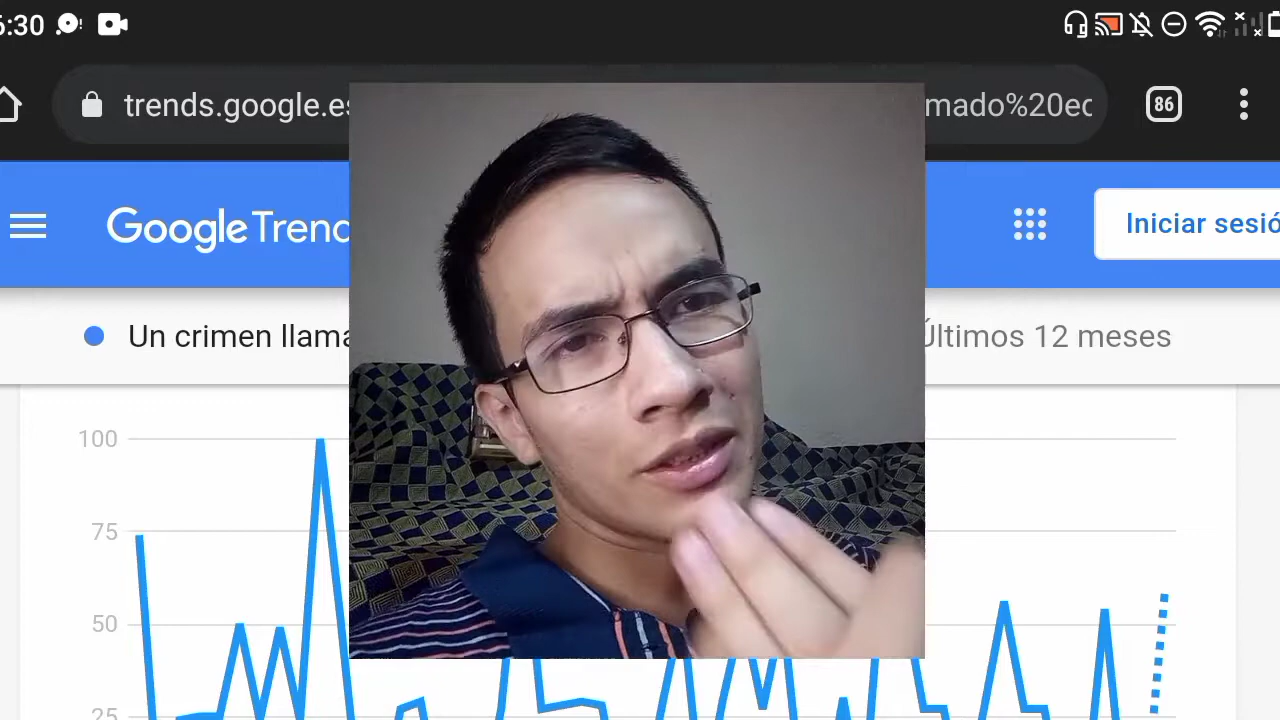 :30
trends.google.es
mado%20ec
86
Google Trend
Iniciar sesió
Un crimen llama
Últimos 12 meses
100
75
50
25